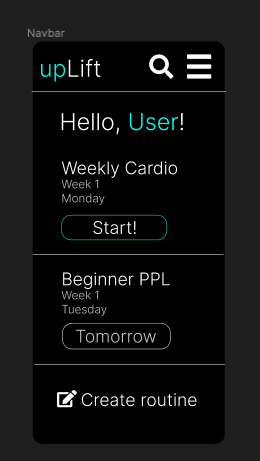 Navbar
upLift
Hello, User!
Weekly Cardio
Week 1
Monday
Start!
Beginner PPL
Week 1
Tuesday
Tomorrow
Create routine